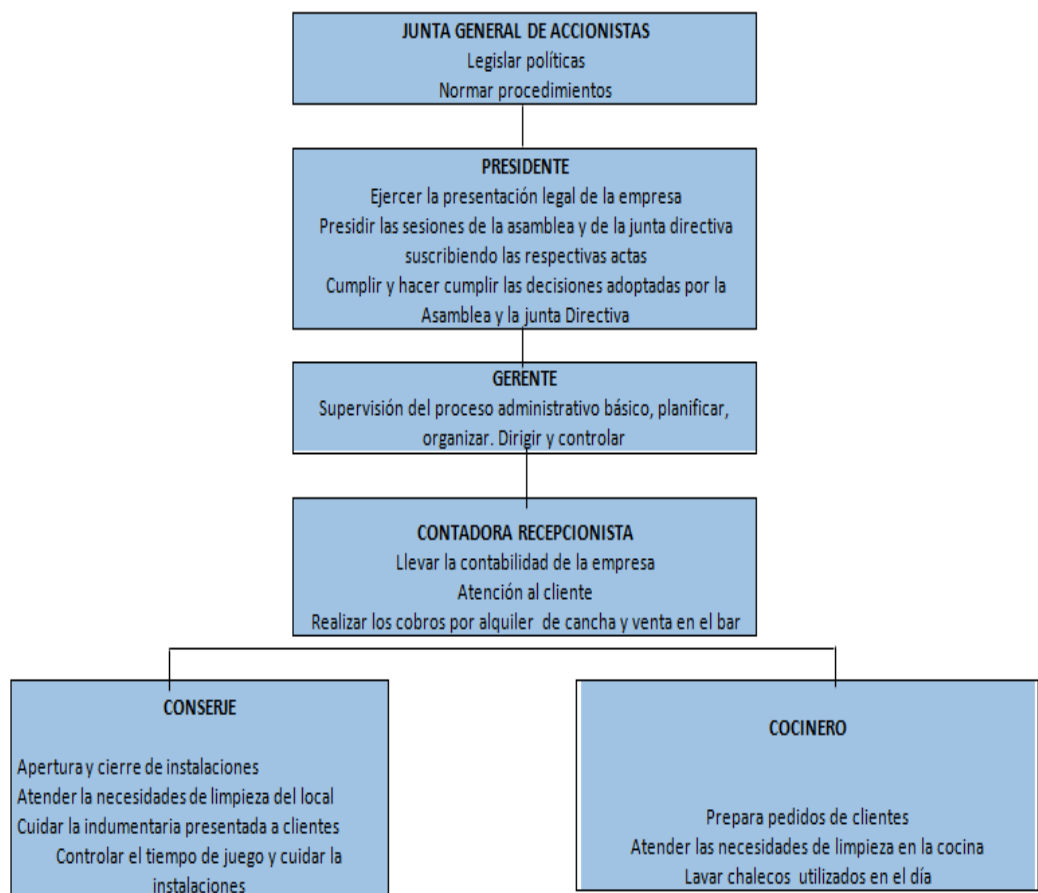 JUNTA GENERAL DE ACCIONISTAS
Legislar políticas
Normar procedimientos
PRESIDENTE
Ejercer la presentación legal de la empresa
Presidir las sesiones de la asamblea y de la junta directiva
suscribiendo las respectivas actas
Cumplir y hacer cumplir las decisiones adoptadas por la
Asamblea y la junta Directiva
GERENTE
Supervisión del proceso administrativo básico, planificar,
organizar. Dirigir y controlar
CONTADORA RECEPCIONISTA
Llevar la contabilidad de la empresa
Atención al cliente
Realizar los cobros por alquiler de cancha y venta en el bar
CONSERJE
Apertura y cierre de instalaciones
Atender la necesidades de limpieza del local
Cuidar la indumentaria presentada a clientes
Controlar el tiempo de juego y cuidar la
instalaciones
COCINERO
Prepara pedidos de clientes
Atender las necesidades de limpieza en la cocina
Lavar chalecos utilizados en el día